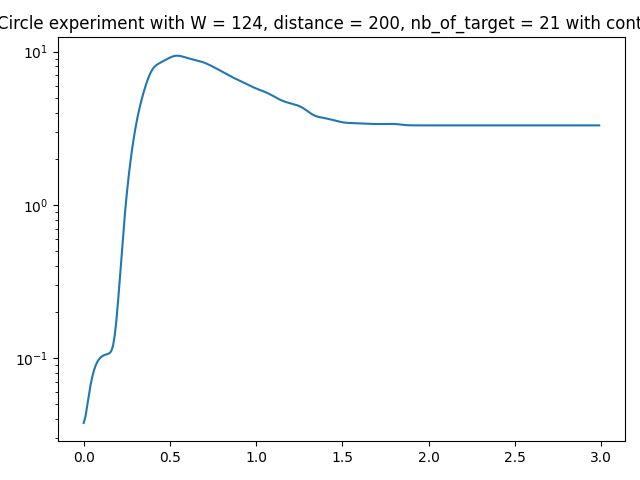 Circle experiment with W = 124, distance = 200, nb_of_target = 21 with cont
10¹
10⁰
10⁻¹
0.0 0.5 1.0 1.5 2.0 2.5 3.0